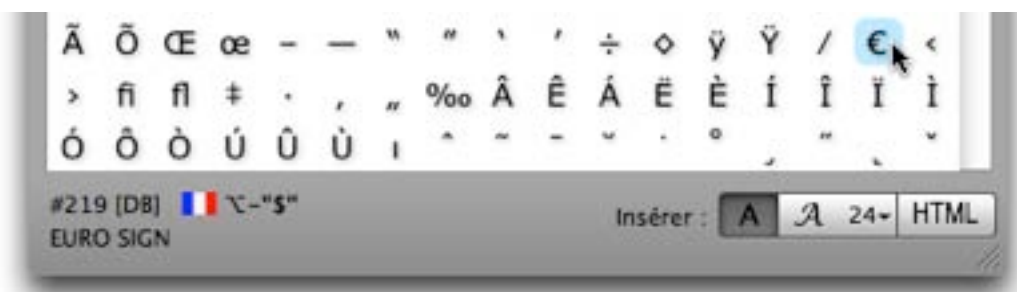 Ã Õ Œ œ – — “ ” ‘ ’ ÷ ◊ ÿ Ÿ ⁄ € ‹
› fi fl ‡ · ‚ „ ‰ Â Ê Á Ë È Í Î Ï Ì
Ó Ô Ò Ú Û Ù ı ˆ ˜ ¯ ˘ ˙ ˚ ¸ ˝ ˛ ˇ
#219 [DB] ⌥-"$"
EURO SIGN
Insérer : A A 24 HTML